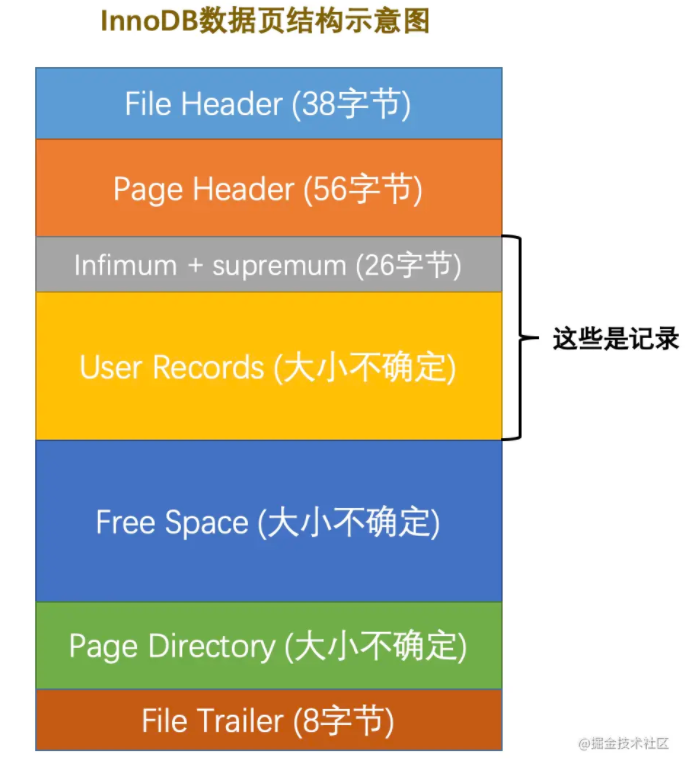 InnoDB数据页结构示意图
File Header (38字节)
Page Header (56字节)
Infimum + supremum (26字节)
User Records (大小不确定)
这些是记录
Free Space (大小不确定)
Page Directory (大小不确定)
File Trailer (8字节)
@掘金技术社区